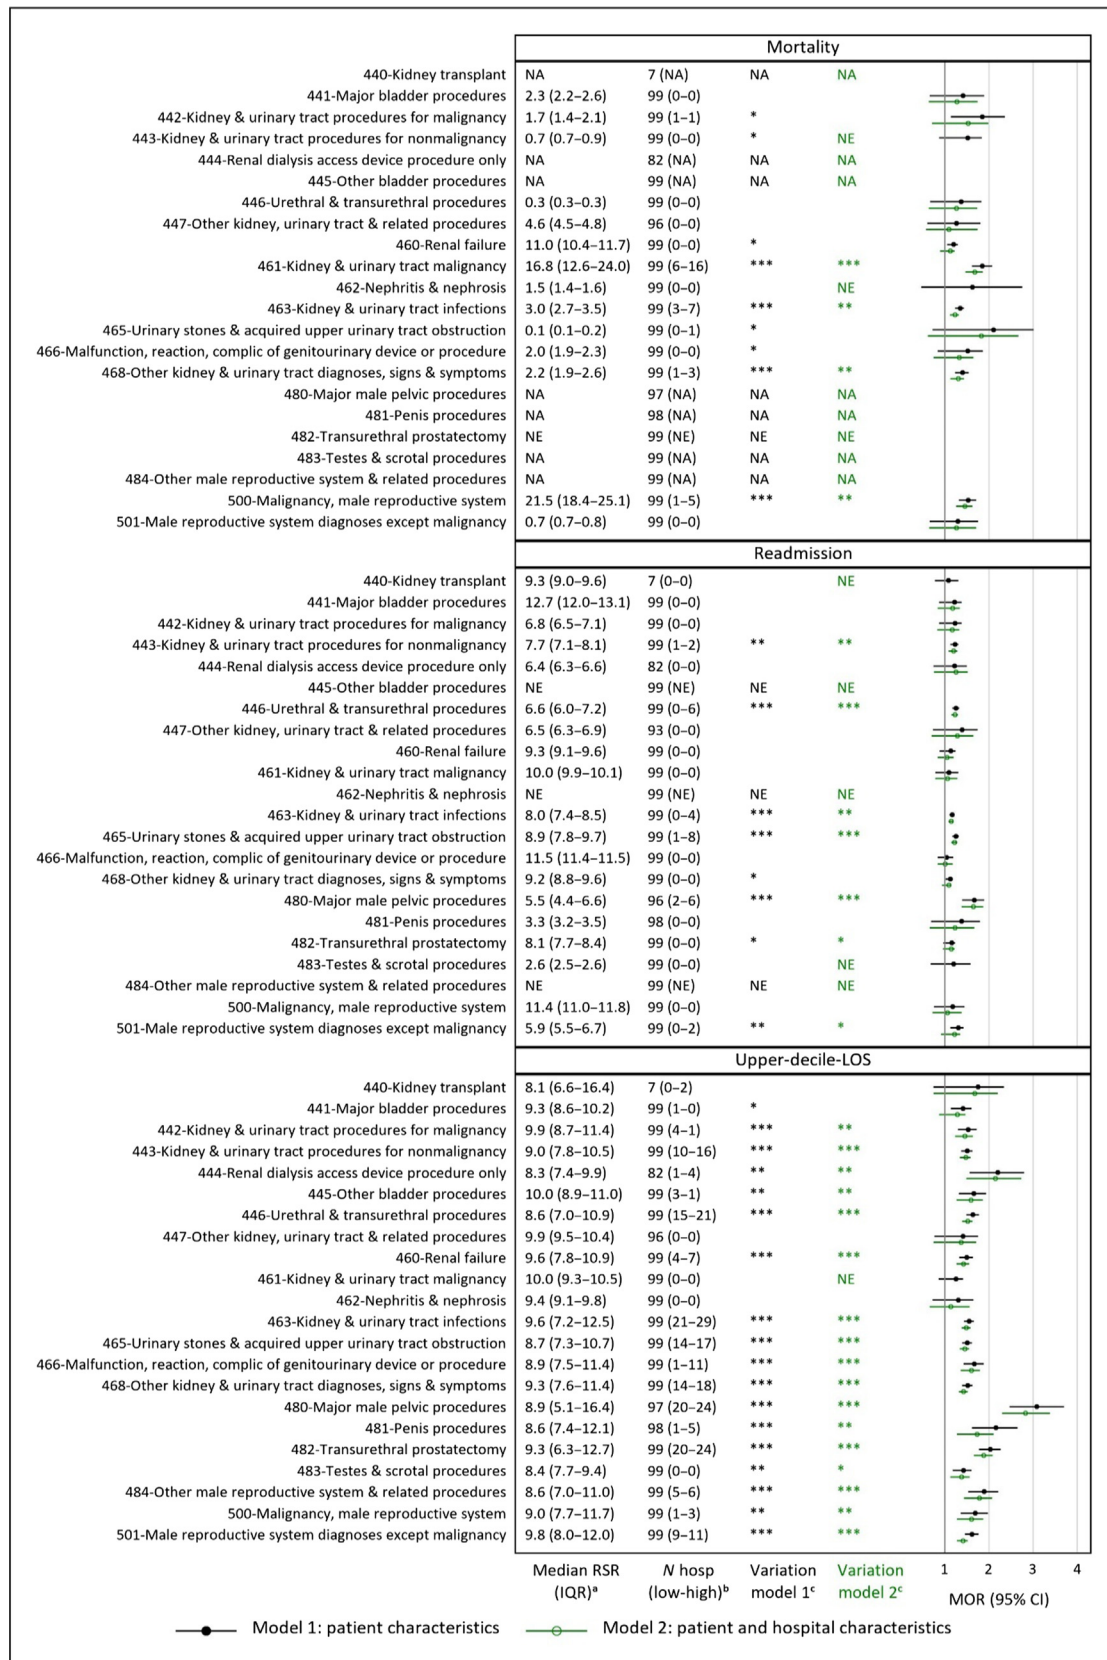 Mortality
440-Kidney transplant NA 7 (NA) NA NA
441-Major bladder procedures 2.3 (2.2–2.6) 99 (0–0)
442-Kidney & urinary tract procedures for malignancy 1.7 (1.4–2.1) 99 (1–1) *
443-Kidney & urinary tract procedures for nonmalignancy 0.7 (0.7–0.9) 99 (0–0) * NE
444-Renal dialysis access device procedure only NA 82 (NA) NA NA
445-Other bladder procedures NA 99 (NA) NA NA
446-Urethral & transurethral procedures 0.3 (0.3–0.3) 99 (0–0)
447-Other kidney, urinary tract & related procedures 4.6 (4.5–4.8) 96 (0–0)
460-Renal failure 11.0 (10.4–11.7) 99 (0–0) *
461-Kidney & urinary tract malignancy 16.8 (12.6–24.0) 99 (6–16) *** ***
462-Nephritis & nephrosis 1.5 (1.4–1.6) 99 (0–0) NE
463-Kidney & urinary tract infections 3.0 (2.7–3.5) 99 (3–7) *** **
465-Urinary stones & acquired upper urinary tract obstruction 0.1 (0.1–0.2) 99 (0–1) *
466-Malfunction, reaction, complic of genitourinary device or procedure 2.0 (1.9–2.3) 99 (0–0) *
468-Other kidney & urinary tract diagnoses, signs & symptoms 2.2 (1.9–2.6) 99 (1–3) *** **
480-Major male pelvic procedures NA 97 (NA) NA NA
481-Penis procedures NA 98 (NA) NA NA
482-Transurethral prostatectomy NE 99 (NE) NE NE
483-Testes & scrotal procedures NA 99 (NA) NA NA
484-Other male reproductive system & related procedures NA 99 (NA) NA NA
500-Malignancy, male reproductive system 21.5 (18.4–25.1) 99 (1–5) *** **
501-Male reproductive system diagnoses except malignancy 0.7 (0.7–0.8) 99 (0–0)
Readmission
440-Kidney transplant 9.3 (9.0–9.6) 7 (0–0) NE
441-Major bladder procedures 12.7 (12.0–13.1) 99 (0–0)
442-Kidney & urinary tract procedures for malignancy 6.8 (6.5–7.1) 99 (0–0)
443-Kidney & urinary tract procedures for nonmalignancy 7.7 (7.1–8.1) 99 (1–2) ** **
444-Renal dialysis access device procedure only 6.4 (6.3–6.6) 82 (0–0)
445-Other bladder procedures NE 99 (NE) NE NE
446-Urethral & transurethral procedures 6.6 (6.0–7.2) 99 (0–6) *** ***
447-Other kidney, urinary tract & related procedures 6.5 (6.3–6.9) 93 (0–0)
460-Renal failure 9.3 (9.1–9.6) 99 (0–0)
461-Kidney & urinary tract malignancy 10.0 (9.9–10.1) 99 (0–0)
462-Nephritis & nephrosis NE 99 (NE) NE NE
463-Kidney & urinary tract infections 8.0 (7.4–8.5) 99 (0–4) *** **
465-Urinary stones & acquired upper urinary tract obstruction 8.9 (7.8–9.7) 99 (1–8) *** ***
466-Malfunction, reaction, complic of genitourinary device or procedure 11.5 (11.4–11.5) 99 (0–0)
468-Other kidney & urinary tract diagnoses, signs & symptoms 9.2 (8.8–9.6) 99 (0–0) *
480-Major male pelvic procedures 5.5 (4.4–6.6) 96 (2–6) *** ***
481-Penis procedures 3.3 (3.2–3.5) 98 (0–0)
482-Transurethral prostatectomy 8.1 (7.7–8.4) 99 (0–0) * *
483-Testes & scrotal procedures 2.6 (2.5–2.6) 99 (0–0) NE
484-Other male reproductive system & related procedures NE 99 (NE) NE NE
500-Malignancy, male reproductive system 11.4 (11.0–11.8) 99 (0–0)
501-Male reproductive system diagnoses except malignancy 5.9 (5.5–6.7) 99 (0–2) ** *
Upper-decile-LOS
440-Kidney transplant 8.1 (6.6–16.4) 7 (0–2)
441-Major bladder procedures 9.3 (8.6–10.2) 99 (1–0) *
442-Kidney & urinary tract procedures for malignancy 9.9 (8.7–11.4) 99 (4–1) *** **
443-Kidney & urinary tract procedures for nonmalignancy 9.0 (7.8–10.5) 99 (10–16) *** ***
444-Renal dialysis access device procedure only 8.3 (7.4–9.9) 82 (1–4) ** **
445-Other bladder procedures 10.0 (8.9–11.0) 99 (3–1) ** **
446-Urethral & transurethral procedures 8.6 (7.0–10.9) 99 (15–21) *** ***
447-Other kidney, urinary tract & related procedures 9.9 (9.5–10.4) 96 (0–0)
460-Renal failure 9.6 (7.8–10.9) 99 (4–7) *** ***
461-Kidney & urinary tract malignancy 10.0 (9.3–10.5) 99 (0–0) NE
462-Nephritis & nephrosis 9.4 (9.1–9.8) 99 (0–0)
463-Kidney & urinary tract infections 9.6 (7.2–12.5) 99 (21–29) *** ***
465-Urinary stones & acquired upper urinary tract obstruction 8.7 (7.3–10.7) 99 (14–17) *** ***
466-Malfunction, reaction, complic of genitourinary device or procedure 8.9 (7.5–11.4) 99 (1–11) *** ***
468-Other kidney & urinary tract diagnoses, signs & symptoms 9.3 (7.6–11.4) 99 (14–18) *** ***
480-Major male pelvic procedures 8.9 (5.1–16.4) 97 (20–24) *** ***
481-Penis procedures 8.6 (7.4–12.1) 98 (1–5) *** **
482-Transurethral prostatectomy 9.3 (6.3–12.7) 99 (20–24) *** ***
483-Testes & scrotal procedures 8.4 (7.7–9.4) 99 (0–0) ** *
484-Other male reproductive system & related procedures 8.6 (7.0–11.0) 99 (5–6) *** ***
500-Malignancy, male reproductive system 9.0 (7.7–11.7) 99 (1–3) ** **
501-Male reproductive system diagnoses except malignancy 9.8 (8.0–12.0) 99 (9–11) *** ***
Median RSR N hosp Variation Variation 1 2 3 4
(IQR)ᵃ (low-high)ᵇ model 1ᶜ model 2ᶜ MOR (95% CI)
Model 1: patient characteristics Model 2: patient and hospital characteristics